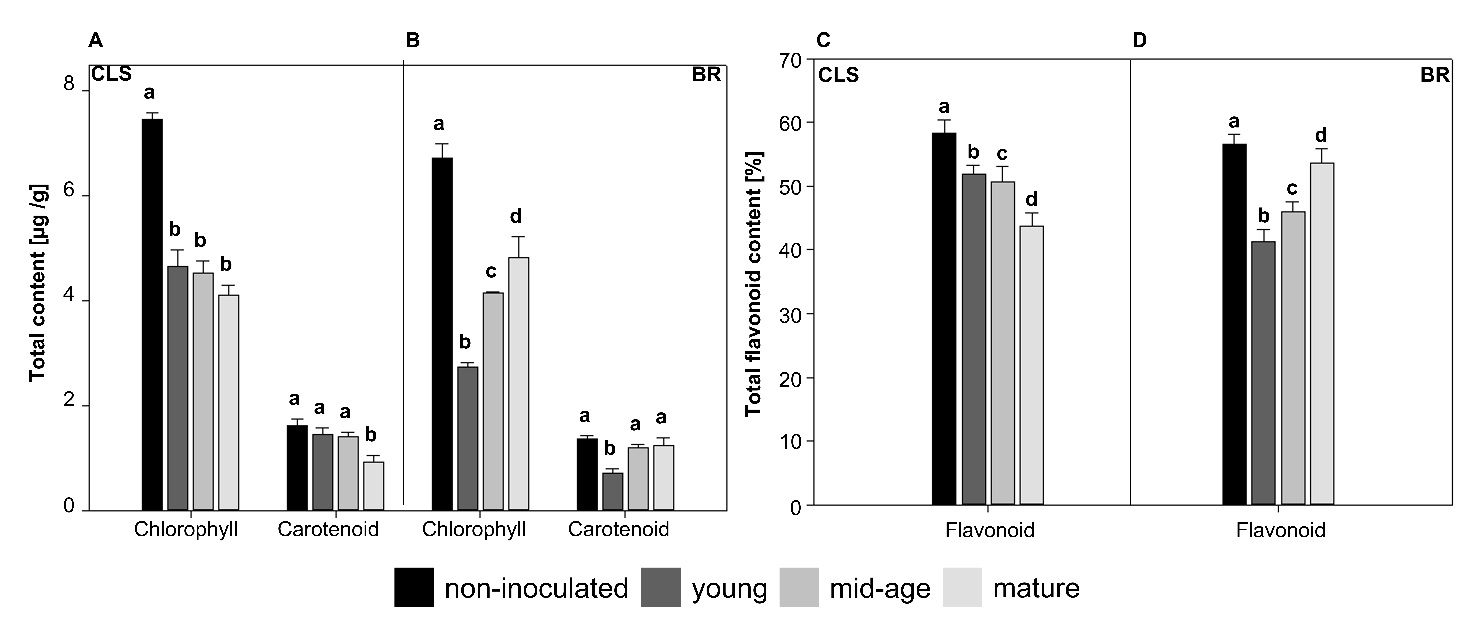 A B
CLS BR
Total content [µg /g]
8
6
4
2
0
a
b b b
a a a b
a
b c d
a b a a
Chlorophyll Carotenoid Chlorophyll Carotenoid
C D
CLS BR
Total flavonoid content [%]
70
60
50
40
30
20
10
0
a b c d
a b c d
Flavonoid Flavonoid
non-inoculated young mid-age mature